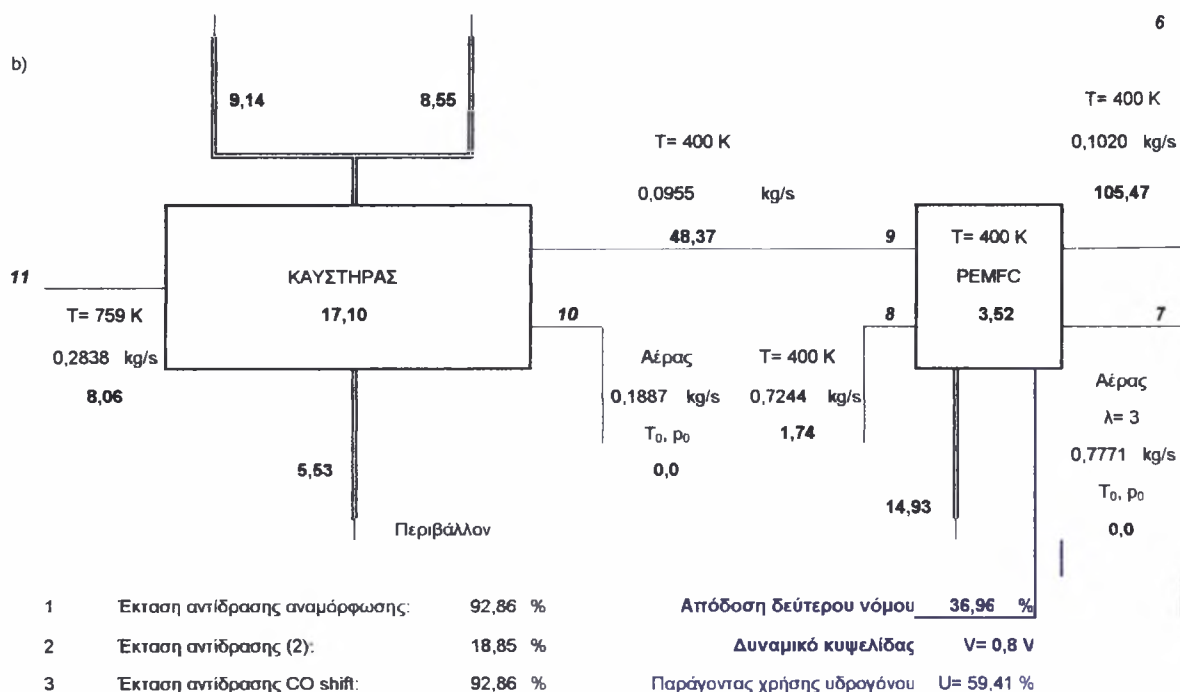 6
b)
9,14 8,55
T= 400 K
T= 400 K
0,1020 kg/s
0,0955 kg/s
105,47
48,37 9 T= 400 K
11 ΚΑΥΣΤΗΡΑΣ PEMFC
T= 759 K 17,10 10 8 3,52 7
0,2838 kg/s Αέρας T= 400 K Αέρας
8,06 0,1887 kg/s 0,7244 kg/s λ= 3
T₀, p₀ 1,74 0,7771 kg/s
5,53 0,0 T₀, p₀
14,93 0,0
Περιβάλλον
1 Έκταση αντίδρασης αναμόρφωσης: 92,86 % Απόδοση δεύτερου νόμου 36,96 %
2 Έκταση αντίδρασης (2): 18,85 % Δυναμικό κυψελίδας V= 0,8 V
3 Έκταση αντίδρασης CO shift: 92,86 % Παράγοντας χρήσης υδρογόνου U= 59,41 %